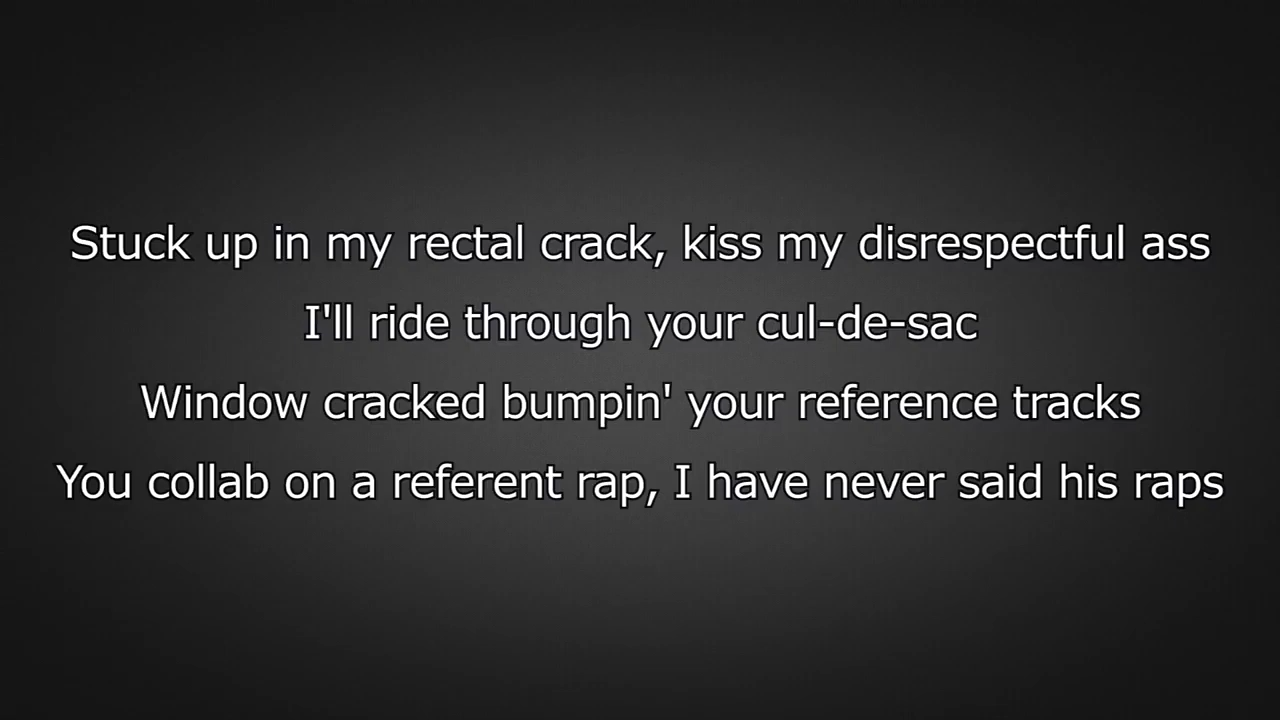 Stuck up in my rectal crack, kiss my disrespectful ass
I'll ride through your cul-de-sac
Window cracked bumpin' your reference tracks
You collab on a referent rap, I have never said his raps